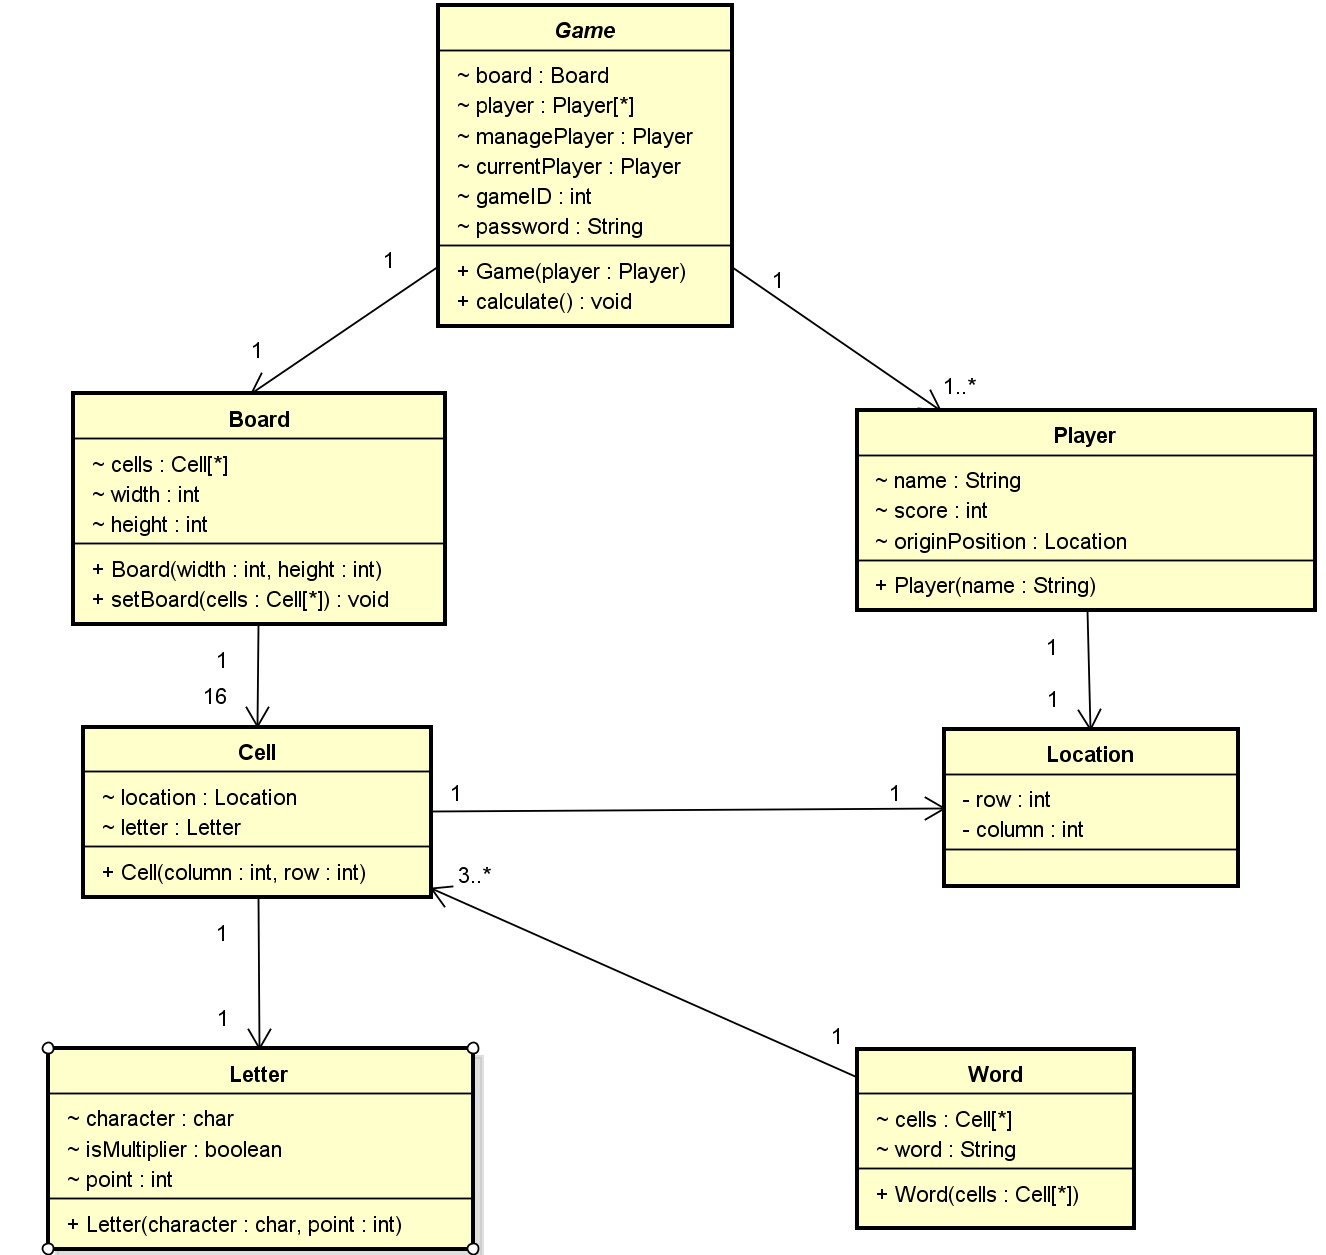 Game
~ board : Board
~ player : Player[*]
~ managePlayer : Player
~ currentPlayer : Player
~ gameID : int
~ password : String
+ Game(player : Player)
+ calculate() : void
1
1
1
1..*
Board
~ cells : Cell[*]
~ width : int
~ height : int
+ Board(width : int, height : int)
+ setBoard(cells : Cell[*]) : void
Player
~ name : String
~ score : int
~ originPosition : Location
+ Player(name : String)
1
16
1
1
Cell
~ location : Location
~ letter : Letter
+ Cell(column : int, row : int)
1
1
Location
- row : int
- column : int
3..*
1
1
1
Letter
~ character : char
~ isMultiplier : boolean
~ point : int
+ Letter(character : char, point : int)
Word
~ cells : Cell[*]
~ word : String
+ Word(cells : Cell[*])